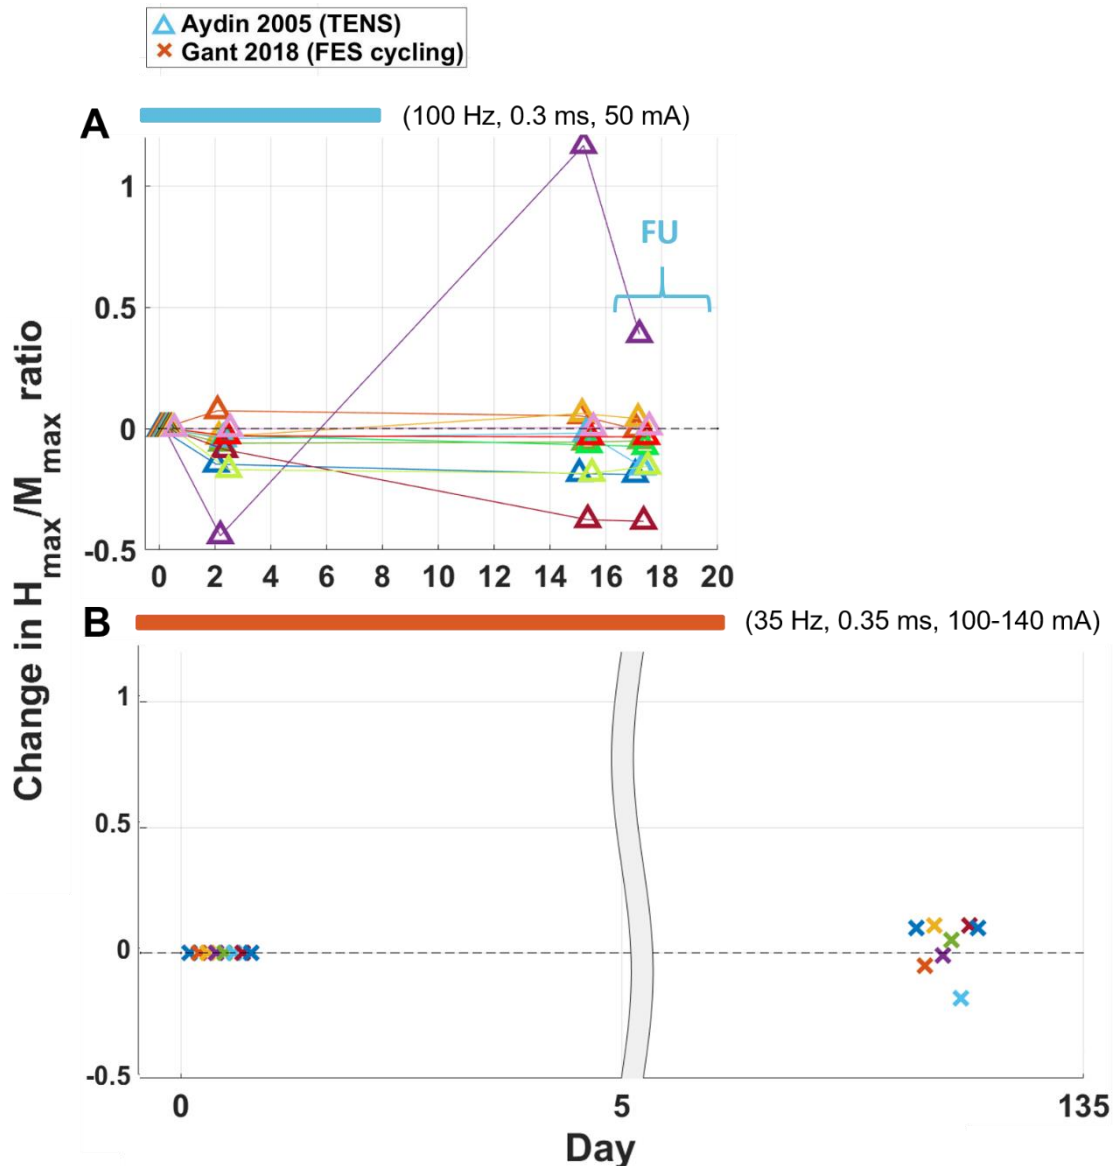 Aydin 2005 (TENS)
Gant 2018 (FES cycling)
A
(100 Hz, 0.3 ms, 50 mA)
1
0.5
0
-0.5
FU
0 2 4 6 8 10 12 14 16 18 20
Change in Hmax/Mmax ratio
B
(35 Hz, 0.35 ms, 100-140 mA)
1
0.5
0
-0.5
0 5 135
Day